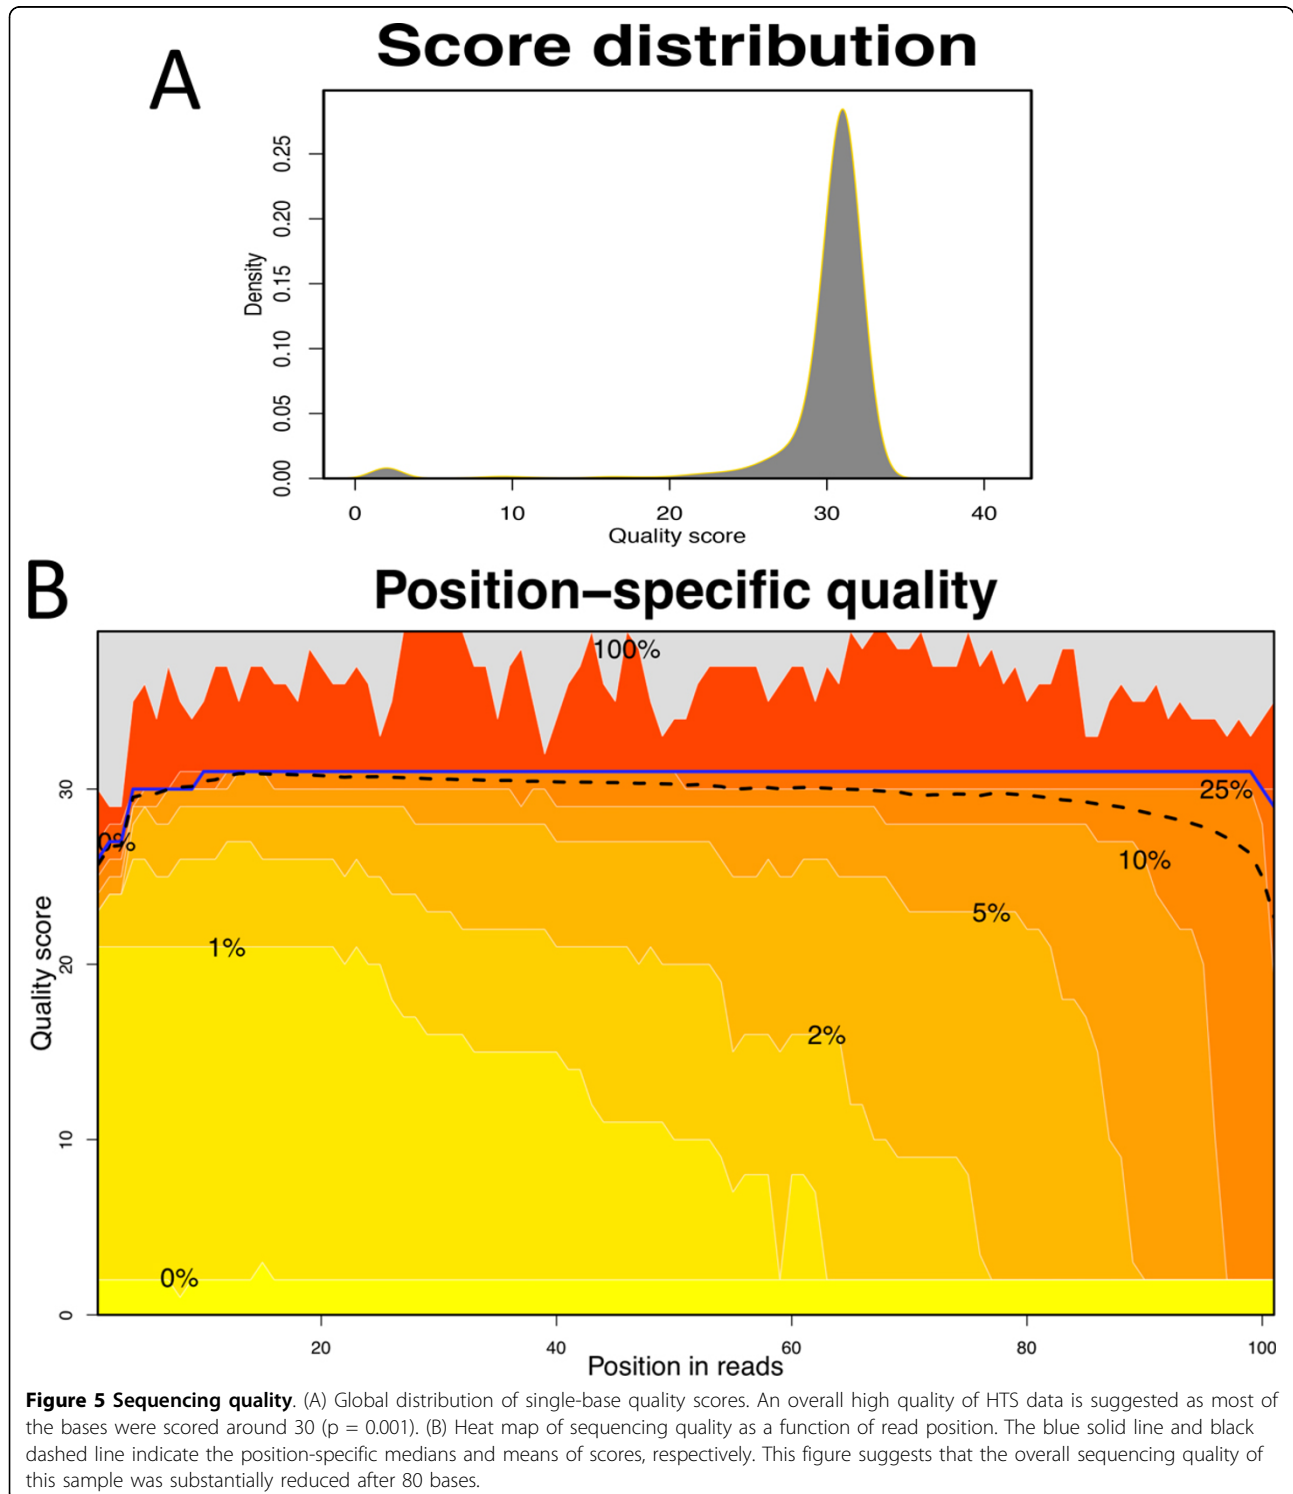 A
Score distribution
Density
0.00
0.05
0.10
0.15
0.20
0.25
0
10
20
30
40
Quality score
B
Position–specific quality
100%
25%
0%
10%
5%
1%
2%
0%
Quality score
0
10
20
30
20
40
60
80
100
Position in reads
Figure 5 Sequencing quality. (A) Global distribution of single-base quality scores. An overall high quality of HTS data is suggested as most of
the bases were scored around 30 (p = 0.001). (B) Heat map of sequencing quality as a function of read position. The blue solid line and black
dashed line indicate the position-specific medians and means of scores, respectively. This figure suggests that the overall sequencing quality of
this sample was substantially reduced after 80 bases.